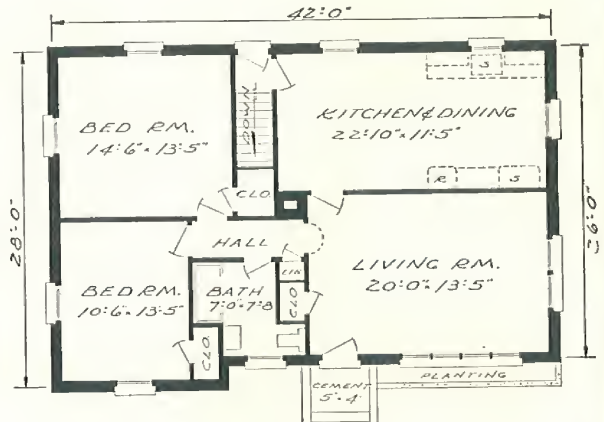 42'-0"
S
BED RM.
14'-6" x 13'-5"
DOWN
KITCHEN & DINING
22'-10" x 11'-5"
28'-0"
26'-0"
CLO.
R
S
HALL
LIVING RM.
20'-0" x 13'-5"
BED RM.
10'-6" x 13'-5"
BATH
7'-0" x 7'-8
LIN
CLO
CLO.
CEMENT
5'-4
PLANTING